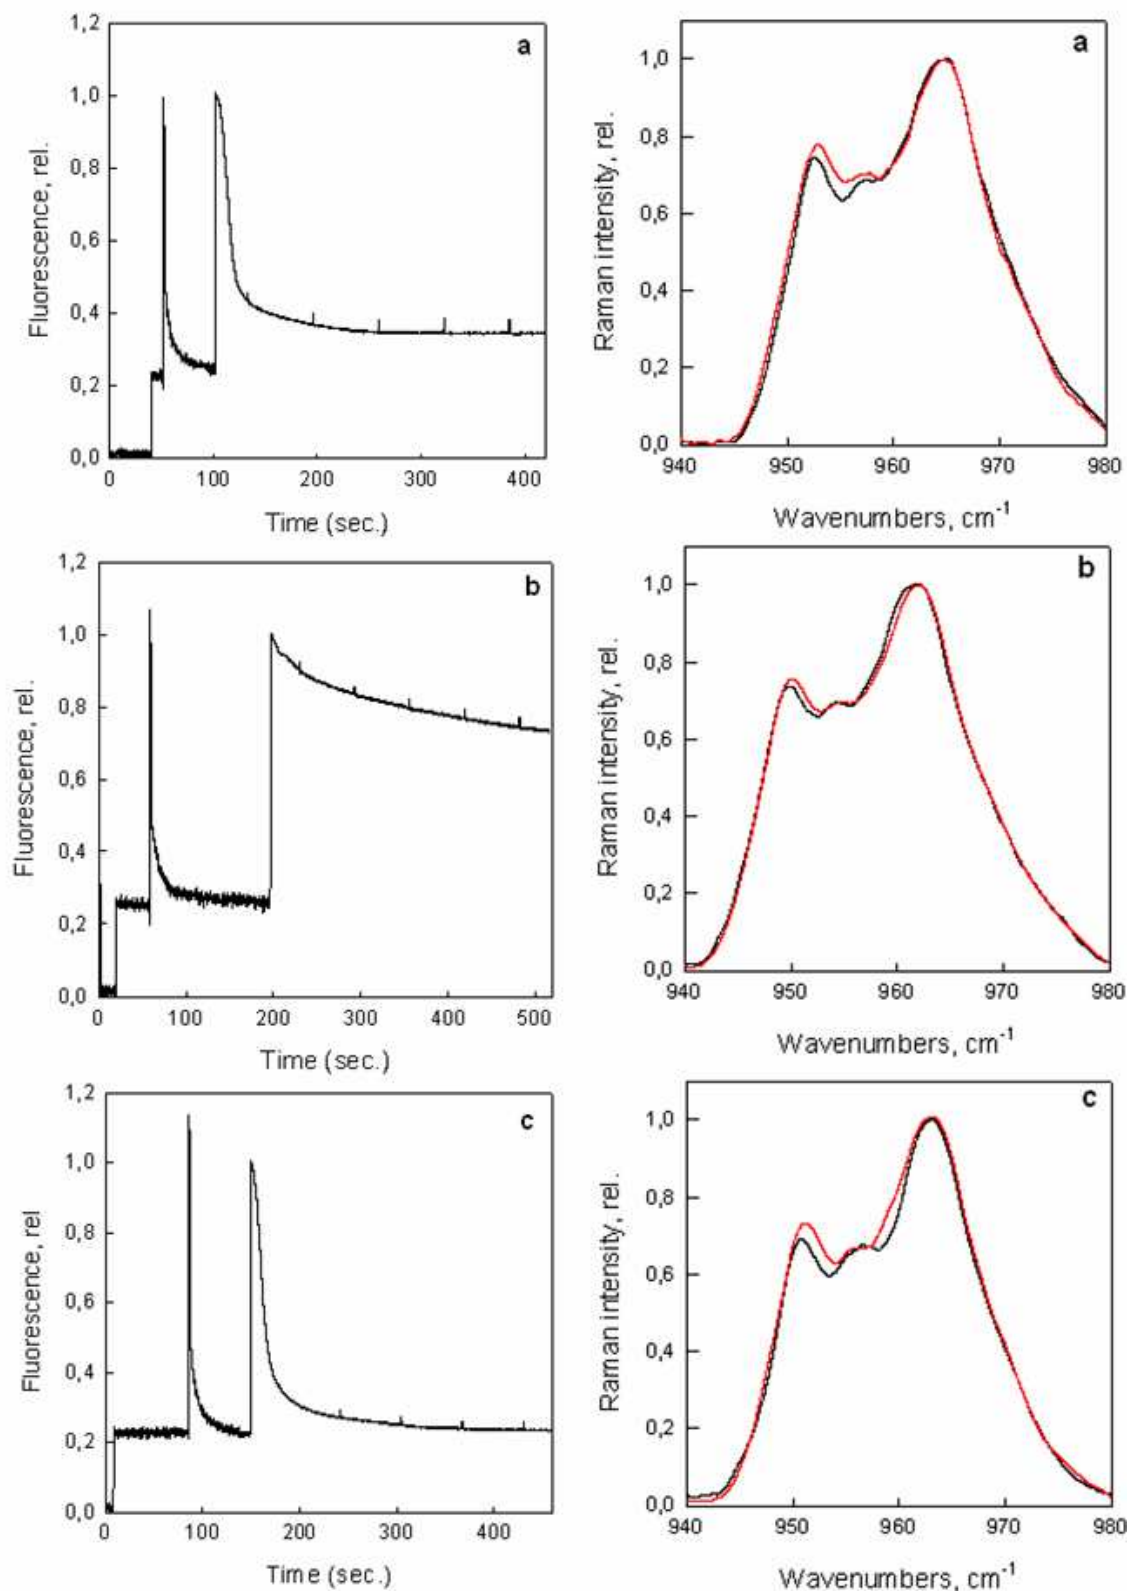 a
1,2
1,0
0,8
0,6
0,4
0,2
0,0
Fluorescence, rel.
0 100 200 300 400
Time (sec.)
a
1,0
0,8
0,6
0,4
0,2
0,0
Raman intensity, rel.
940 950 960 970 980
Wavenumbers, cm⁻¹
b
1,2
1,0
0,8
0,6
0,4
0,2
0,0
Fluorescence, rel.
0 100 200 300 400 500
Time (sec.)
b
1,0
0,8
0,6
0,4
0,2
0,0
Raman intensity, rel.
940 950 960 970 980
Wavenumbers, cm⁻¹
c
1,2
1,0
0,8
0,6
0,4
0,2
0,0
Fluorescence, rel
0 100 200 300 400
Time (sec.)
c
1,0
0,8
0,6
0,4
0,2
0,0
Raman intensity, rel.
940 950 960 970 980
Wavenumbers, cm⁻¹